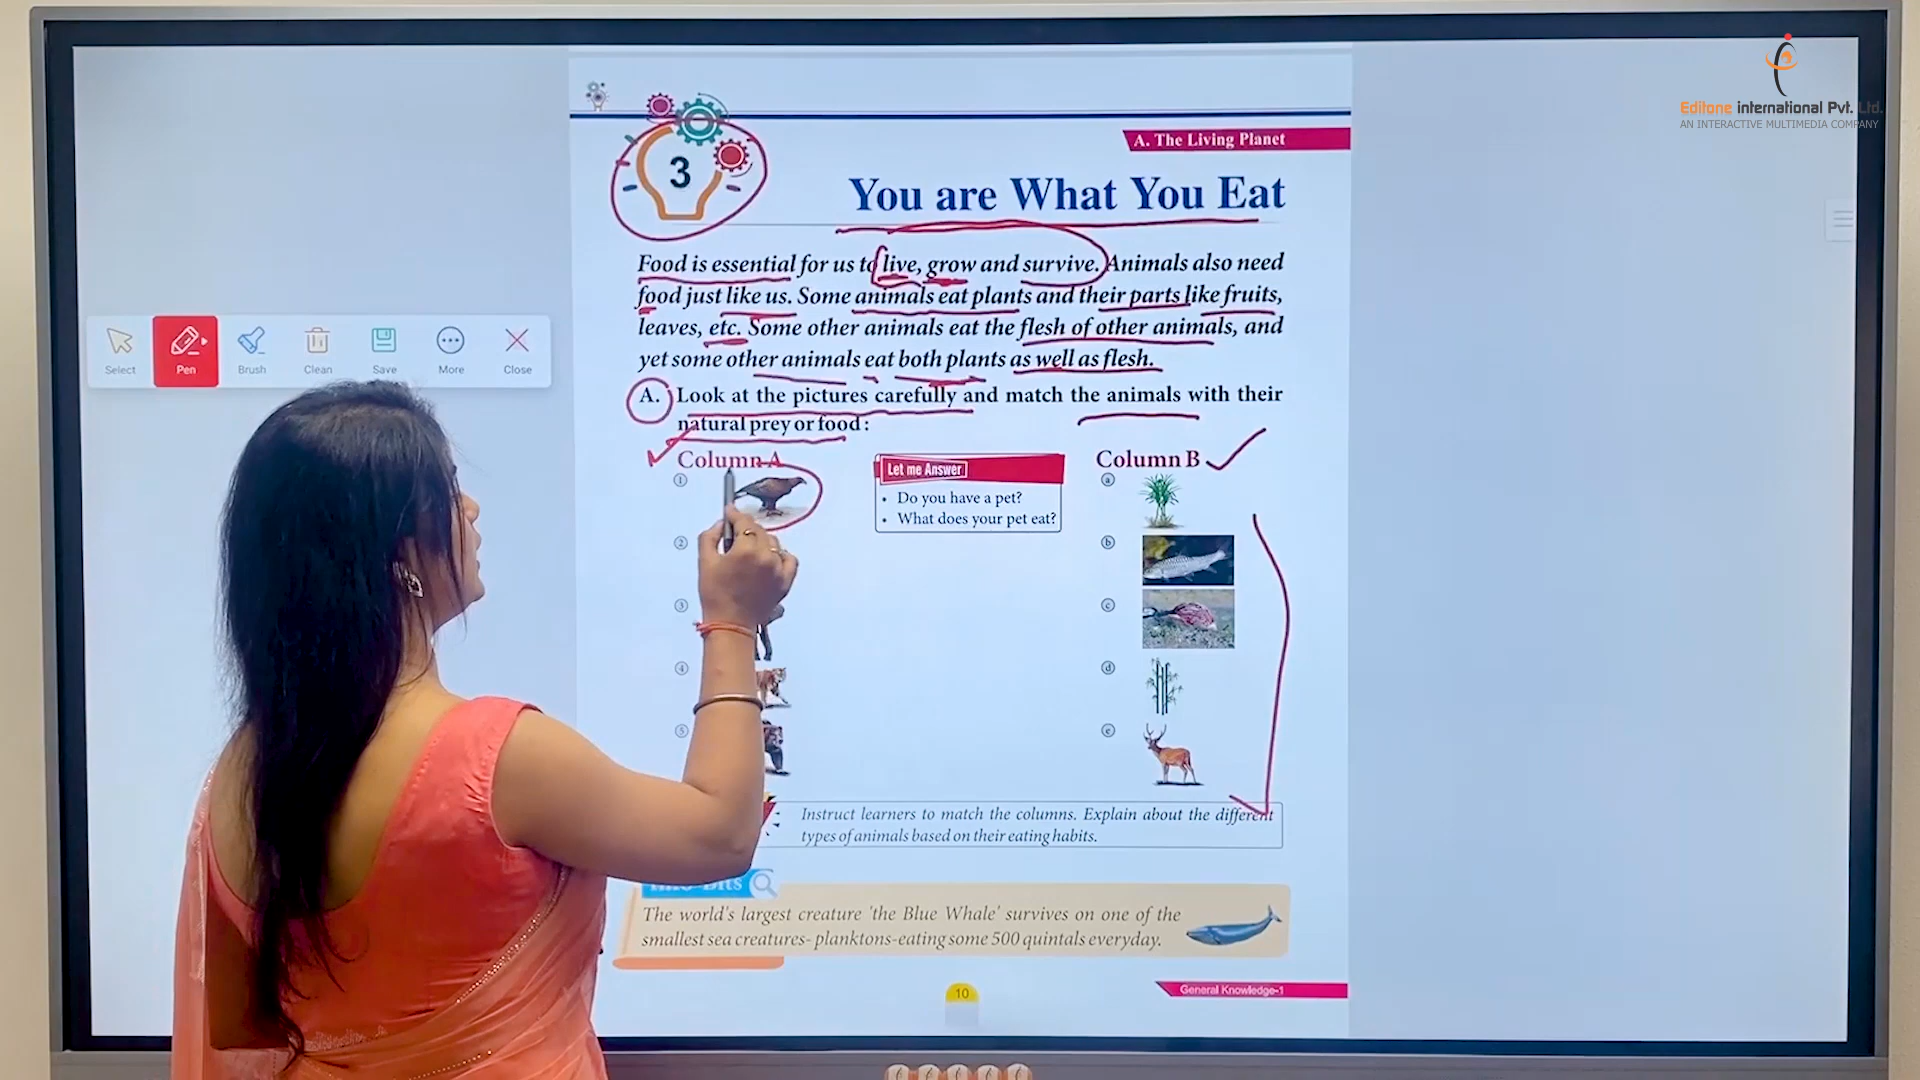 Editone international Pvt. Ltd.
AN INTERACTIVE MULTIMEDIA COMPANY
A. The Living Planet
3
You are What You Eat
Food is essential for us to live, grow and survive. Animals also need
food just like us. Some animals eat plants and their parts like fruits,
leaves, etc. Some other animals eat the flesh of other animals, and
yet some other animals eat both plants as well as flesh.
Select
Pen
Brush
Clean
Save
More
Close
A. Look at the pictures carefully and match the animals with their
natural prey or food :
Column A
Column B
Let me Answer
• Do you have a pet?
• What does your pet eat?
1
2
3
4
5
a
b
c
d
e
Instruct learners to match the columns. Explain about the different
types of animals based on their eating habits.
The world's largest creature 'the Blue Whale' survives on one of the
smallest sea creatures- planktons-eating some 500 quintals everyday.
10
General Knowledge-1